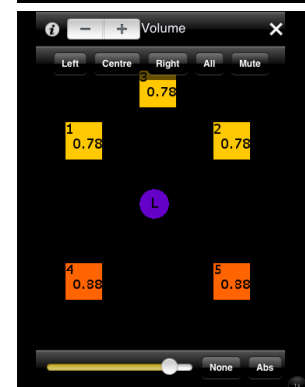 i − + Volume ×
Left Centre Right All Mute
3
0.78
1 2
0.78 0.78
L
4 5
0.88 0.88
None Abs